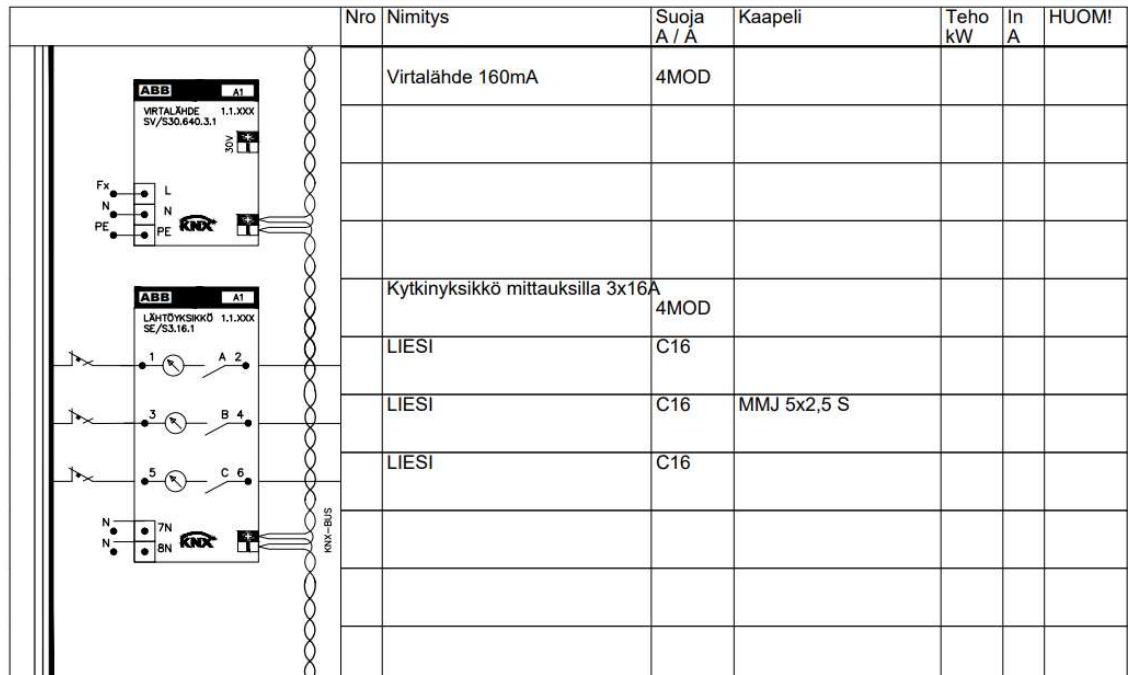 Nro Nimitys Suoja Kaapeli Teho In HUOM!
A / A kW A
Virtalähde 160mA 4MOD
ABB A1
VIRTALÄHDE 1.1.XXX
SV/S30.640.3.1
30V
Fx L
N N
PE PE KNX
Kytkinyksikkö mittauksilla 3x16A
4MOD
ABB A1
LÄHTÖYKSIKKÖ 1.1.XXX
SE/S3.16.1
1 A 2 LIESI C16
3 B 4 LIESI C16 MMJ 5x2,5 S
5 C 6 LIESI C16
N 7N
N 8N KNX
KNX-BUS